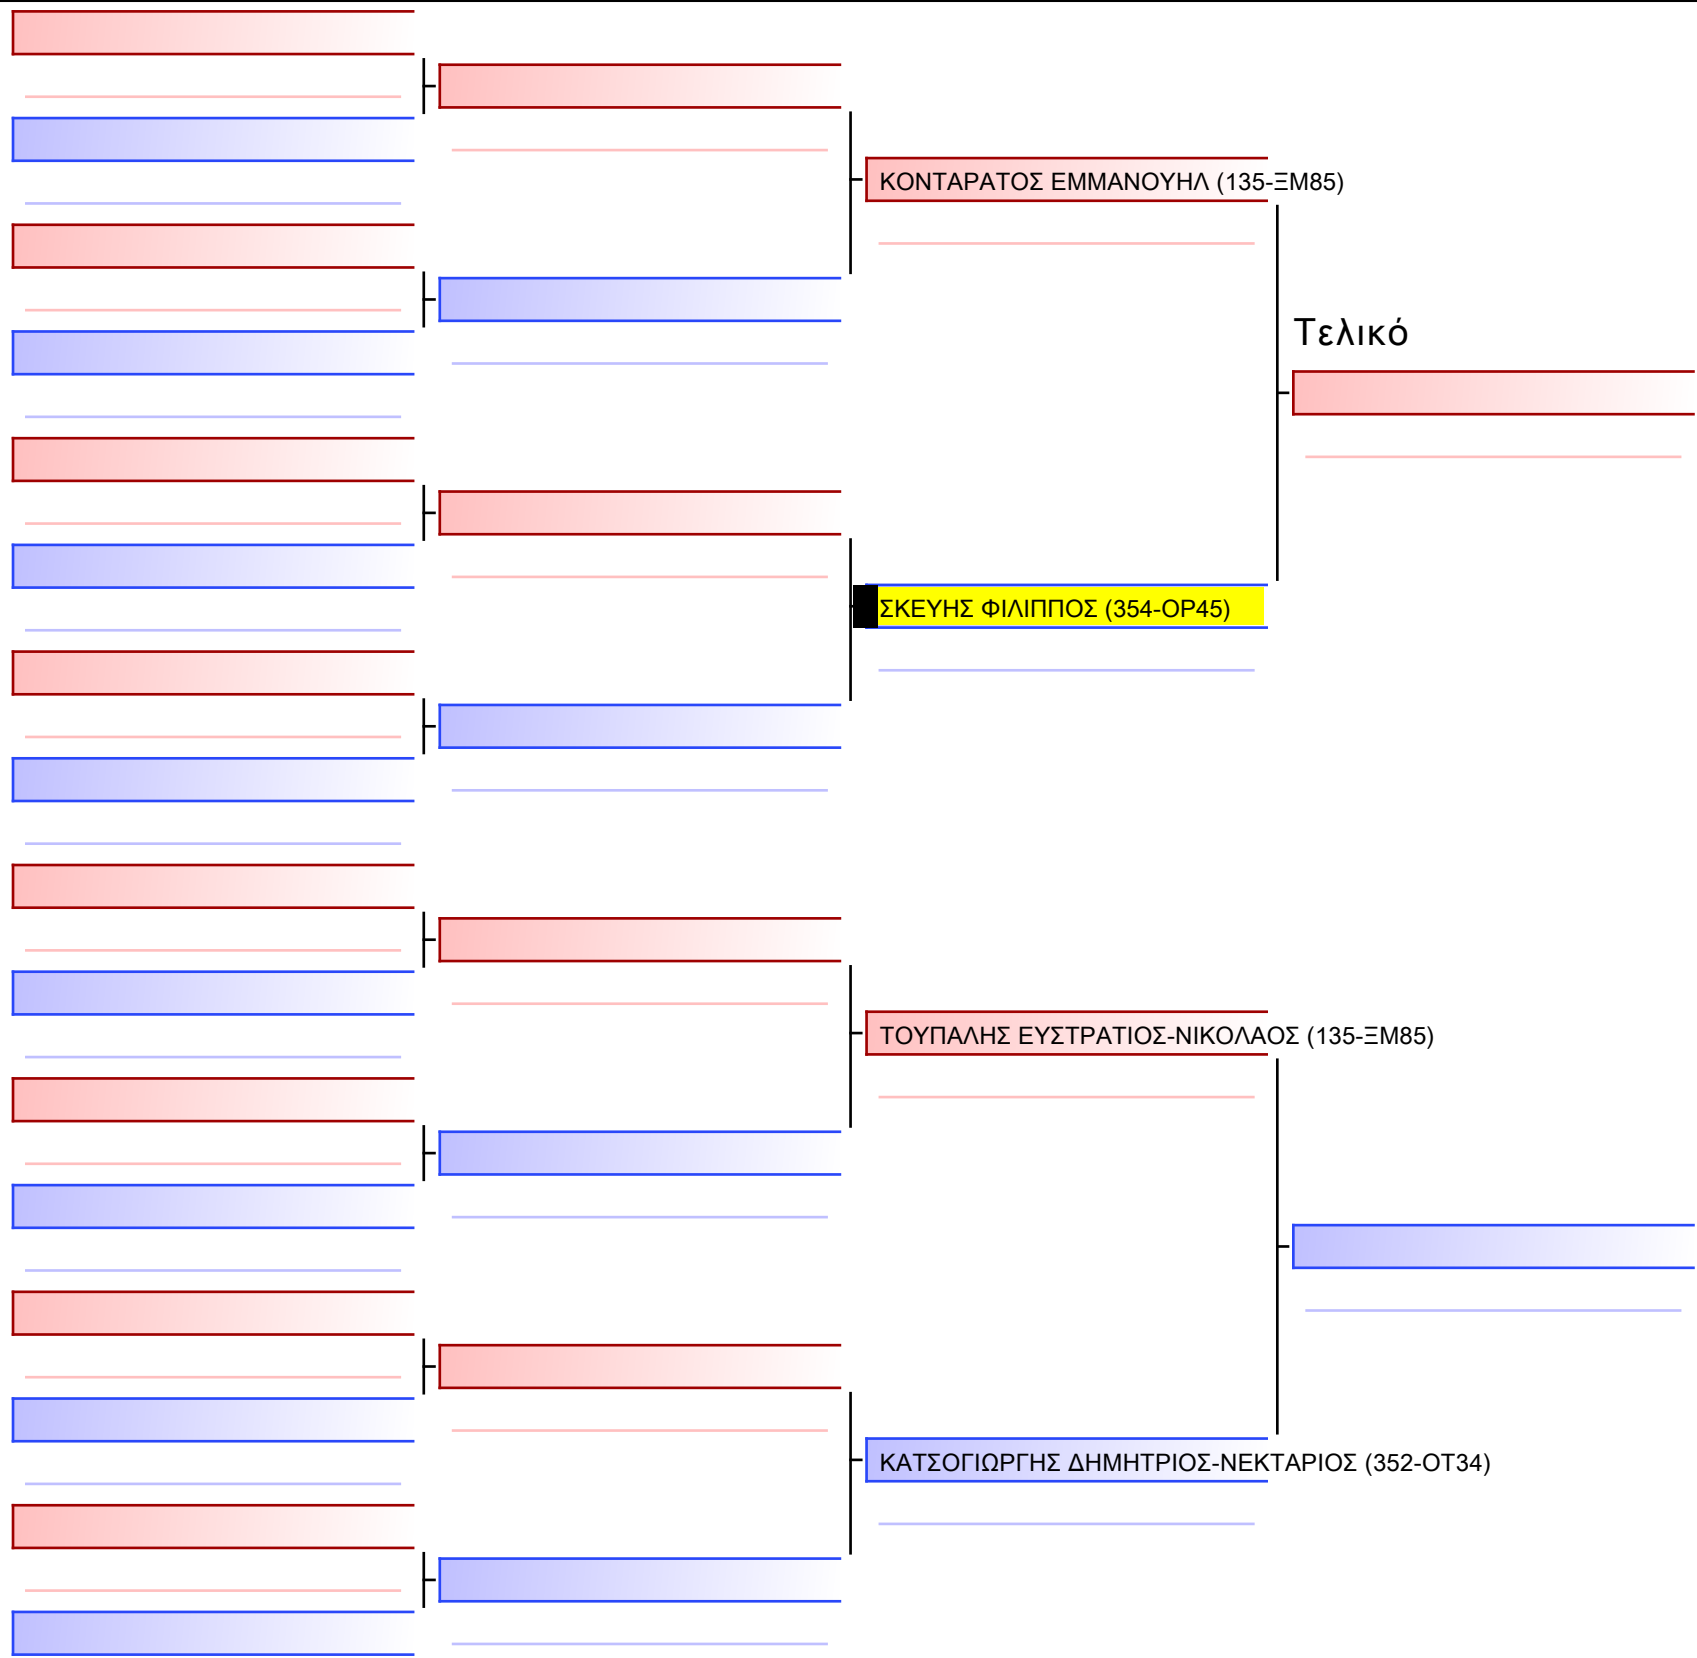 ΚΟΝΤΑΡΑΤΟΣ ΕΜΜΑΝΟΥΗΛ (135-ΞΜ85)
Τελικό
ΣΚΕΥΗΣ ΦΙΛΙΠΠΟΣ (354-ΟΡ45)
ΤΟΥΠΑΛΗΣ ΕΥΣΤΡΑΤΙΟΣ-ΝΙΚΟΛΑΟΣ (135-ΞΜ85)
ΚΑΤΣΟΓΙΩΡΓΗΣ ΔΗΜΗΤΡΙΟΣ-ΝΕΚΤΑΡΙΟΣ (352-ΟΤ34)